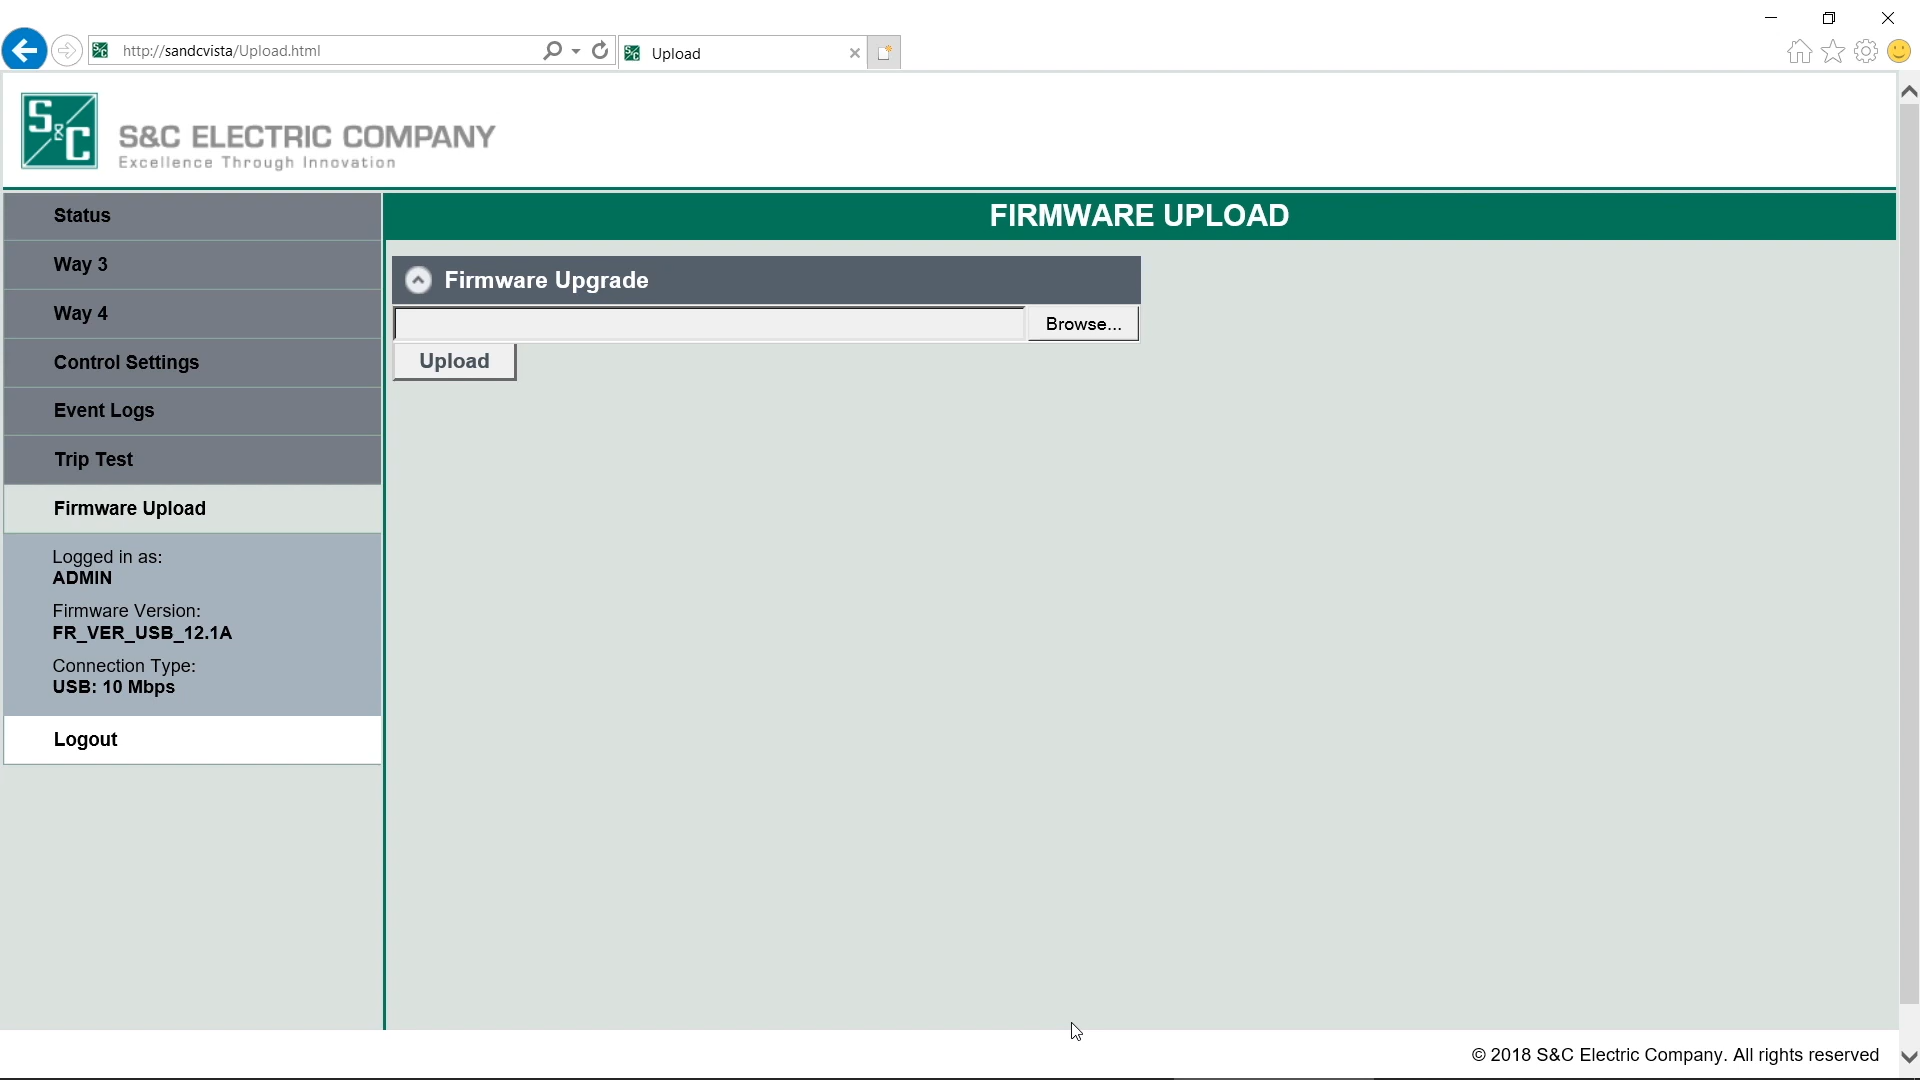 http://sandcvista/Upload.html
Upload
S&C
S&C ELECTRIC COMPANY
Excellence Through Innovation
Status
Way 3
Way 4
Control Settings
Event Logs
Trip Test
Firmware Upload
Logged in as:
ADMIN
Firmware Version:
FR_VER_USB_12.1A
Connection Type:
USB: 10 Mbps
Logout
FIRMWARE UPLOAD
Firmware Upgrade
Browse...
Upload
© 2018 S&C Electric Company. All rights reserved